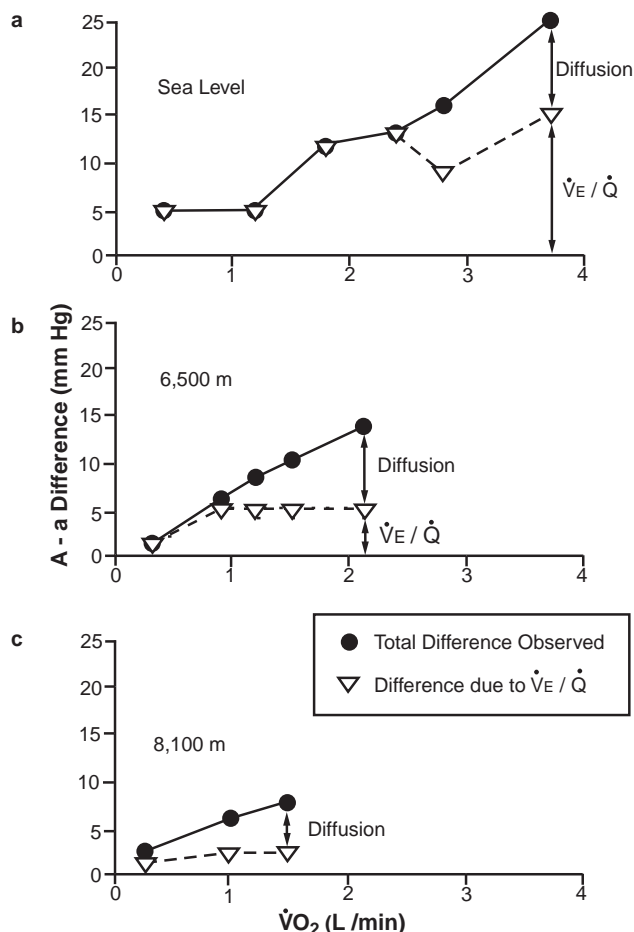 a
25
20
15
10
5
0
Sea Level
Diffusion
V̇E / Q̇
0 1 2 3 4
b
25
20
15
10
5
0
6,500 m
Diffusion
V̇E / Q̇
0 1 2 3 4
A - a Difference (mm Hg)
c
25
20
15
10
5
0
Total Difference Observed
Difference due to V̇E / Q̇
8,100 m
Diffusion
0 1 2 3 4
V̇O₂ (L /min)